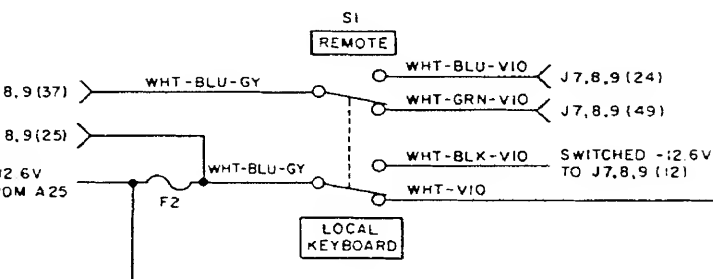 S1
REMOTE
WHT-BLU-VIO
J7,8,9 (24)
8,9 (37)
WHT-BLU-GY
WHT-GRN-VIO
J7,8,9 (49)
8,9 (25)
WHT-BLU-GY
WHT-BLK-VIO
SWITCHED -12.6V
TO J7,8,9 (12)
12.6V
OM A25
F2
WHT-VIO
LOCAL
KEYBOARD